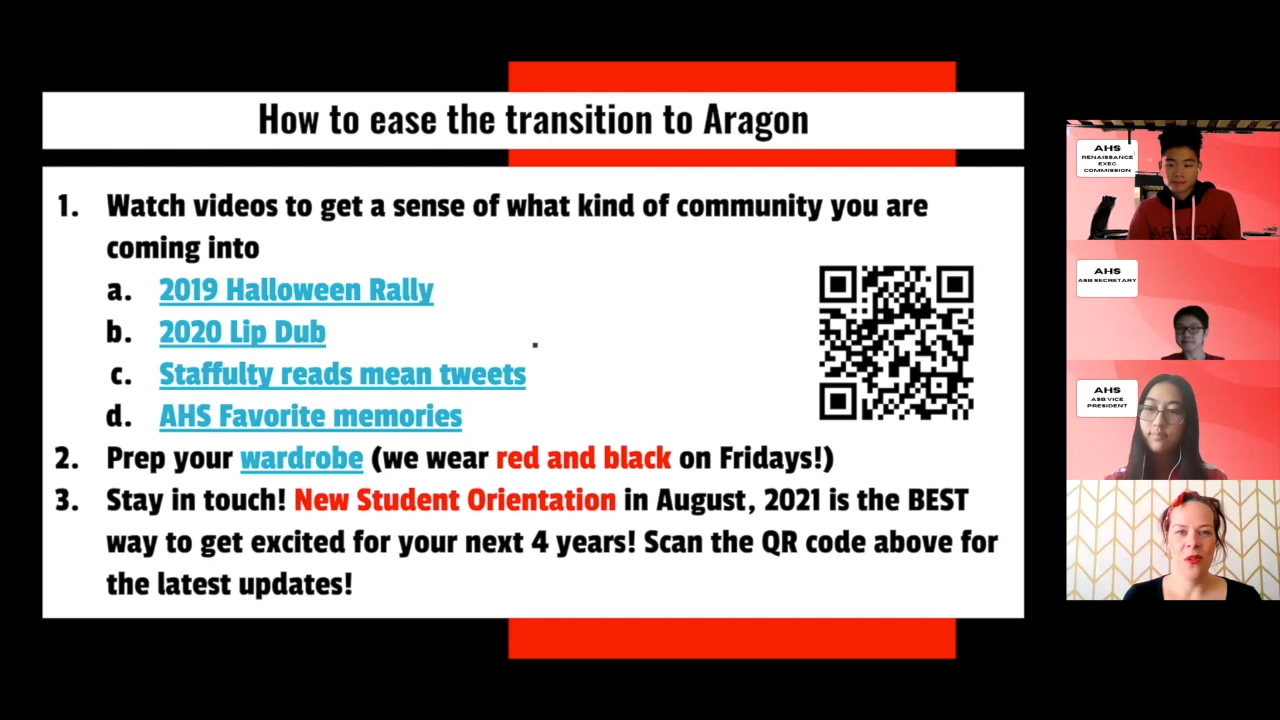 How to ease the transition to Aragon
1. Watch videos to get a sense of what kind of community you are
coming into
a. 2019 Halloween Rally
b. 2020 Lip Dub
c. Staffulty reads mean tweets
d. AHS Favorite memories
2. Prep your wardrobe (we wear red and black on Fridays!)
3. Stay in touch! New Student Orientation in August, 2021 is the BEST
way to get excited for your next 4 years! Scan the QR code above for
the latest updates!
AHS
RENAISSANCE
EXEC
COMMISSION
ARAGON
AHS
ASB SECRETARY
AHS
ASB VICE
PRESIDENT